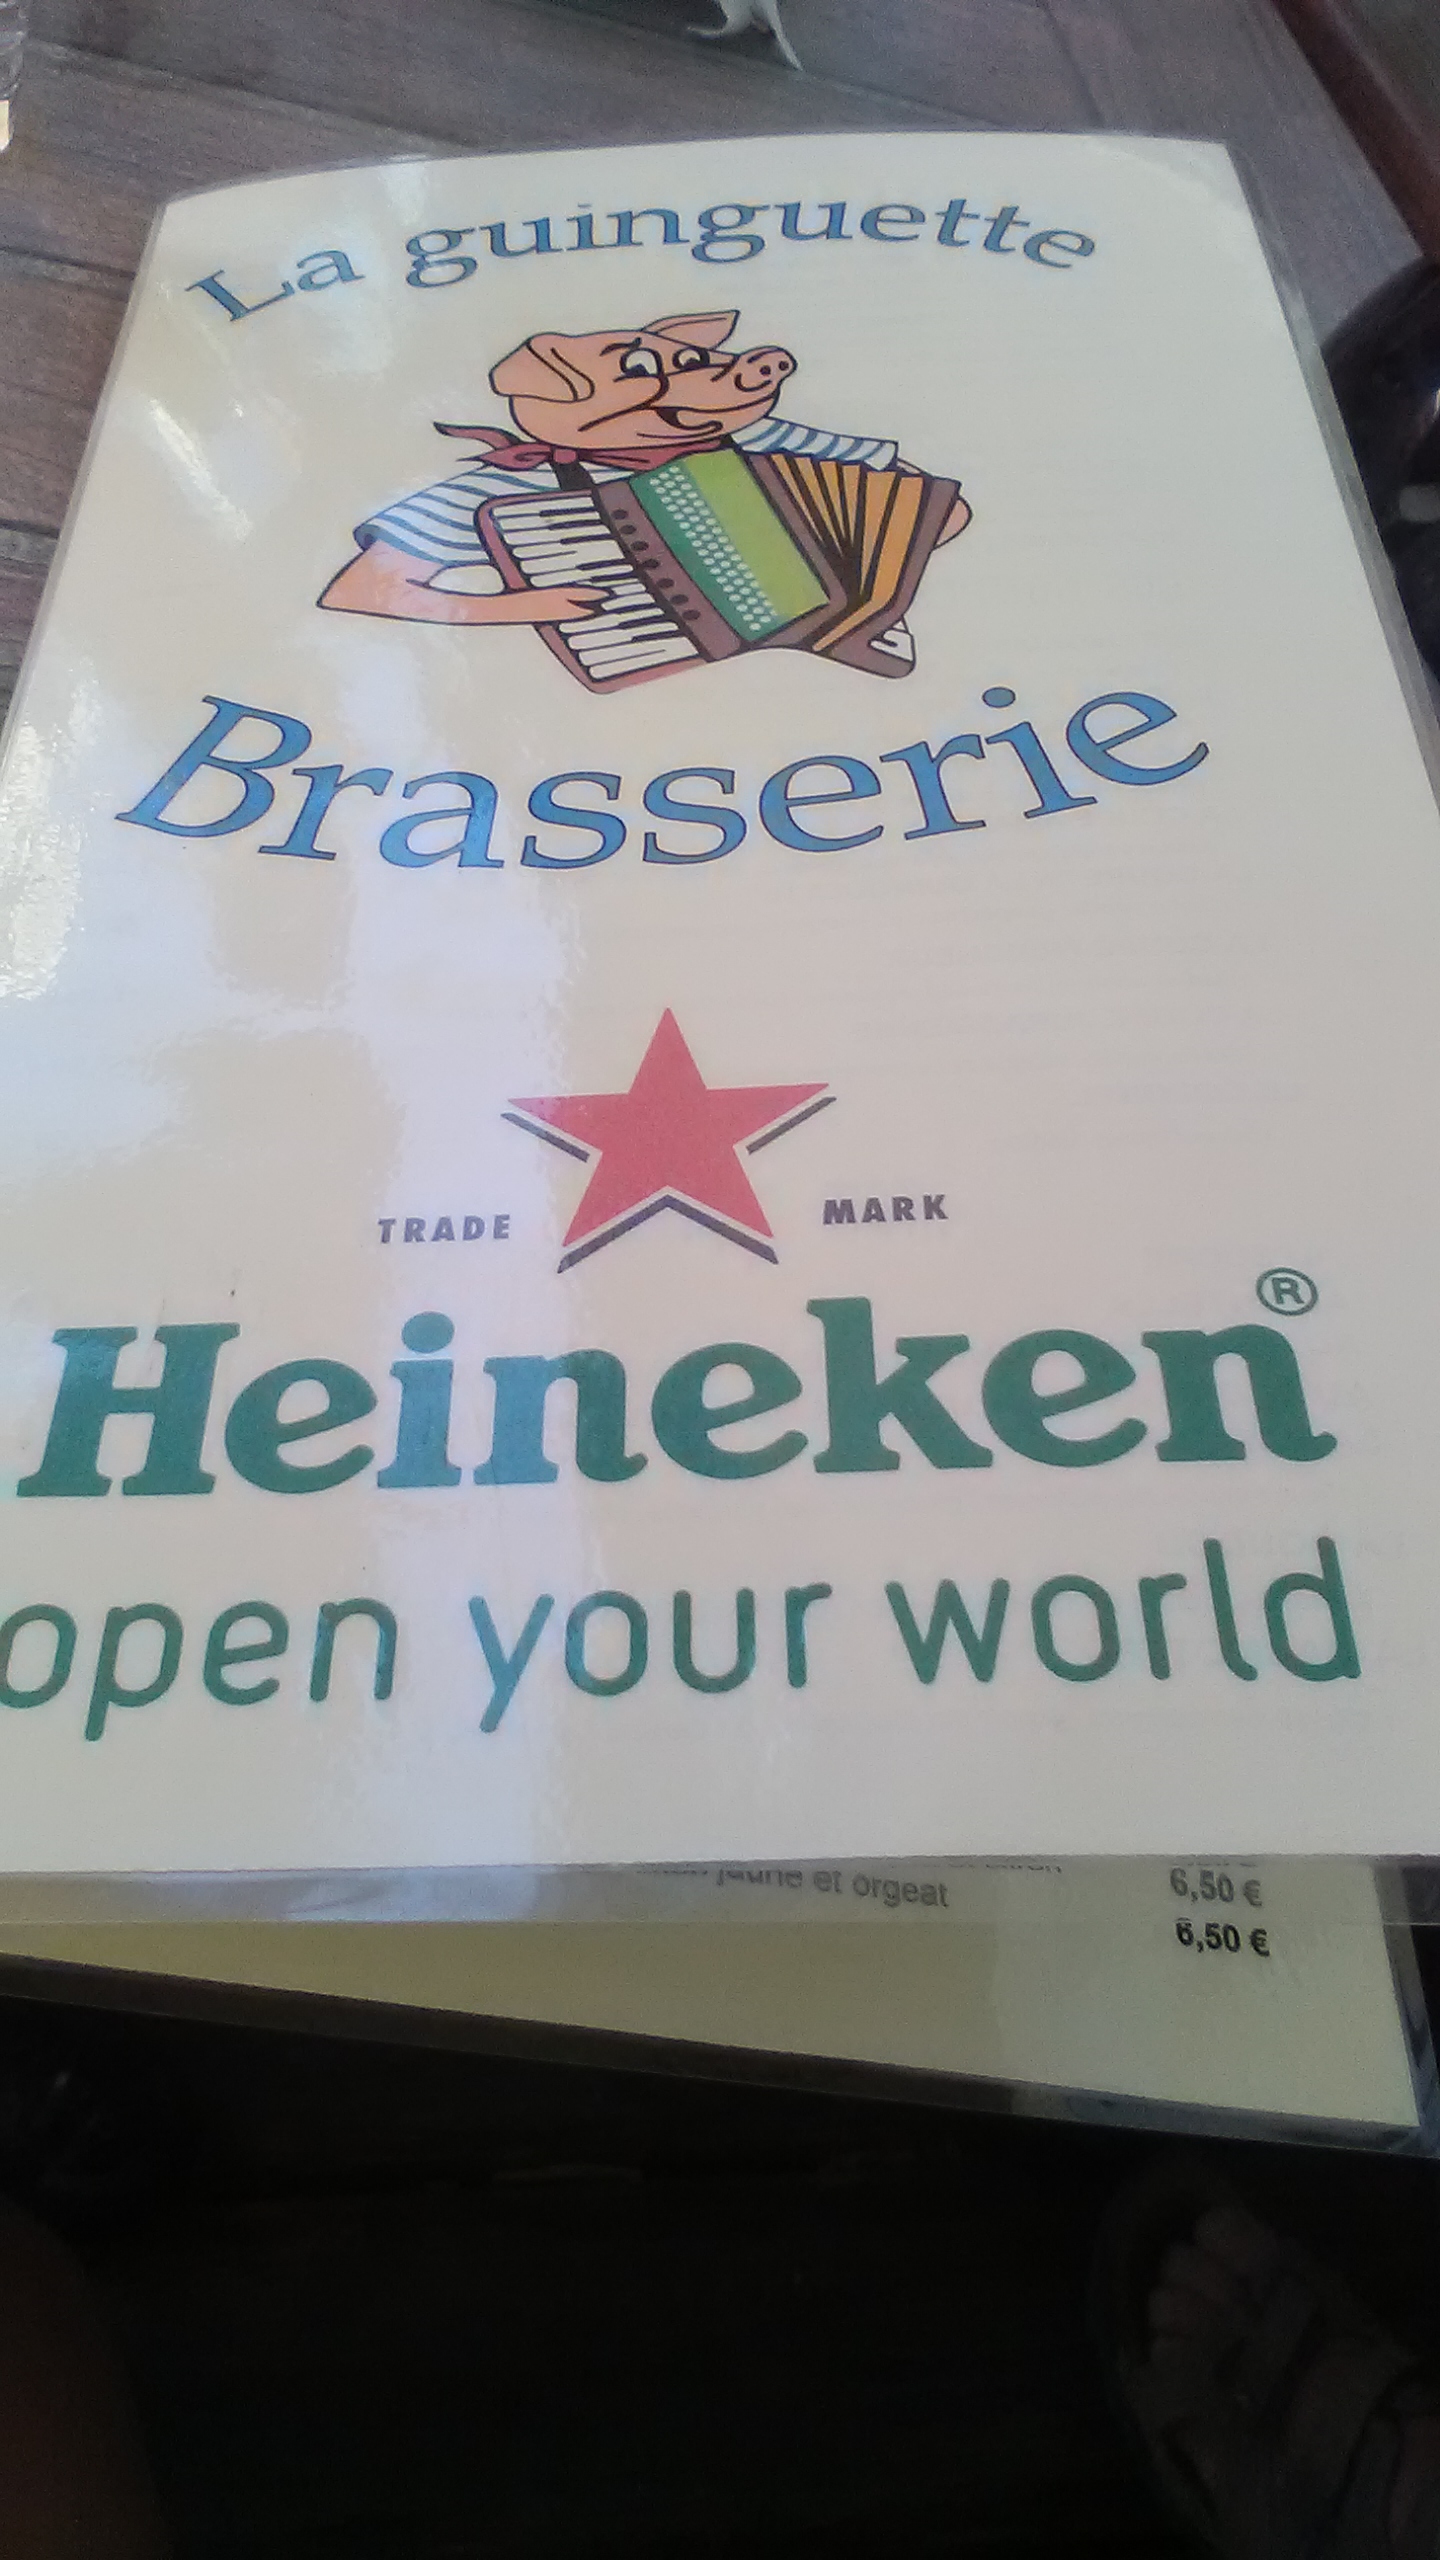 La guinguette
Brasserie
TRADE MARK
Heineken®
open your world
jaune et orgeat 6,50 €
6,50 €